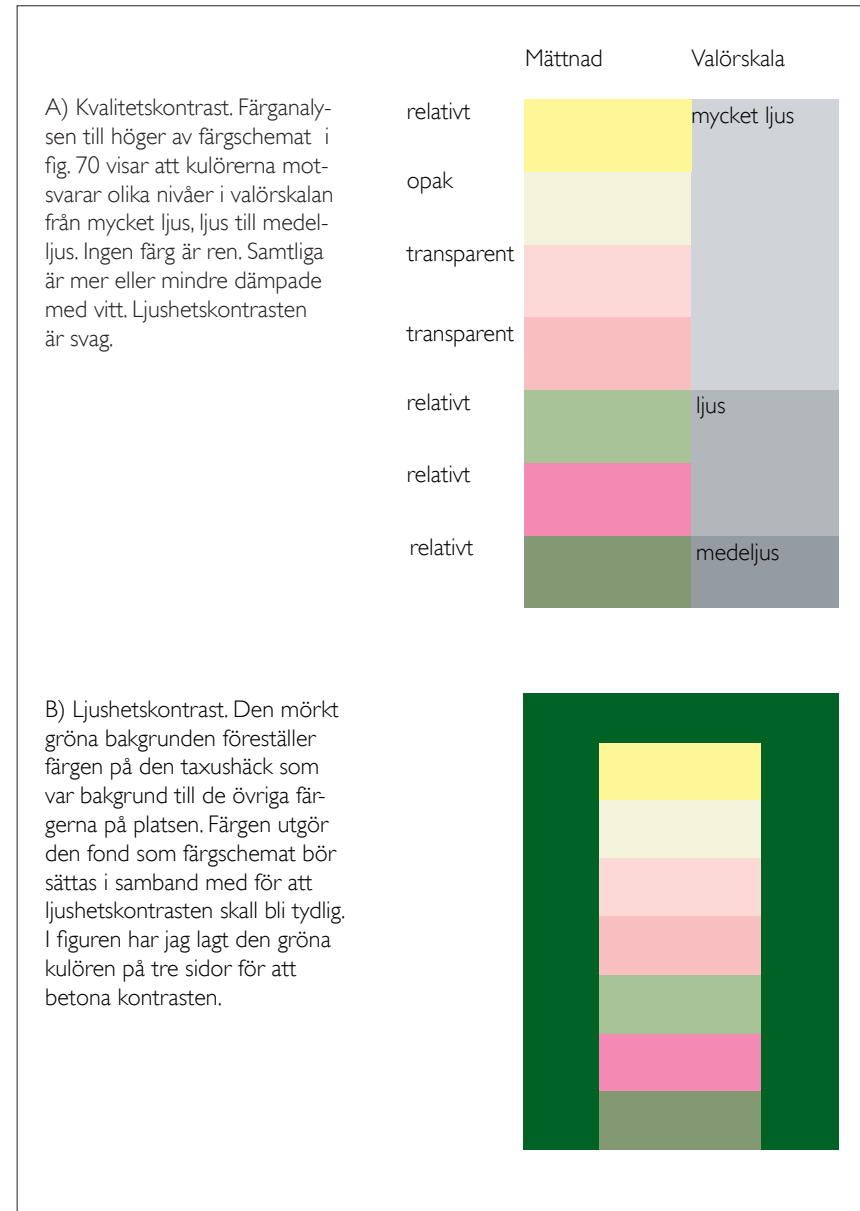 Mättnad Valörskala
A) Kvalitetskontrast. Färganaly-
sen till höger av färgschemat i
fig. 70 visar att kulörerna mot-
svarar olika nivåer i valörskalan
från mycket ljus, ljus till medel-
ljus. Ingen färg är ren. Samtliga
är mer eller mindre dämpade
med vitt. Ljushetskontrasten
är svag.
relativt mycket ljus
opak
transparent
transparent
relativt ljus
relativt
relativt medeljus
B) Ljushetskontrast. Den mörkt
gröna bakgrunden föreställer
färgen på den taxushäck som
var bakgrund till de övriga fär-
gerna på platsen. Färgen utgör
den fond som färgschemat bör
sättas i samband med för att
ljushetskontrasten skall bli tydlig.
I figuren har jag lagt den gröna
kulören på tre sidor för att
betona kontrasten.